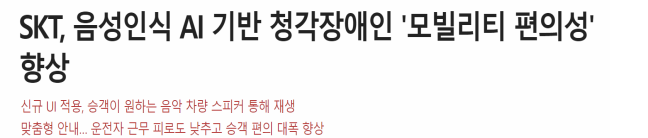 SKT, 음성인식 AI 기반 청각장애인 '모빌리티 편의성'
향상
신규 UI 적용, 승객이 원하는 음악 차량 스피커 통해 재생
맞춤형 안내... 운전자 근무 피로도 낮추고 승객 편의 대폭 향상